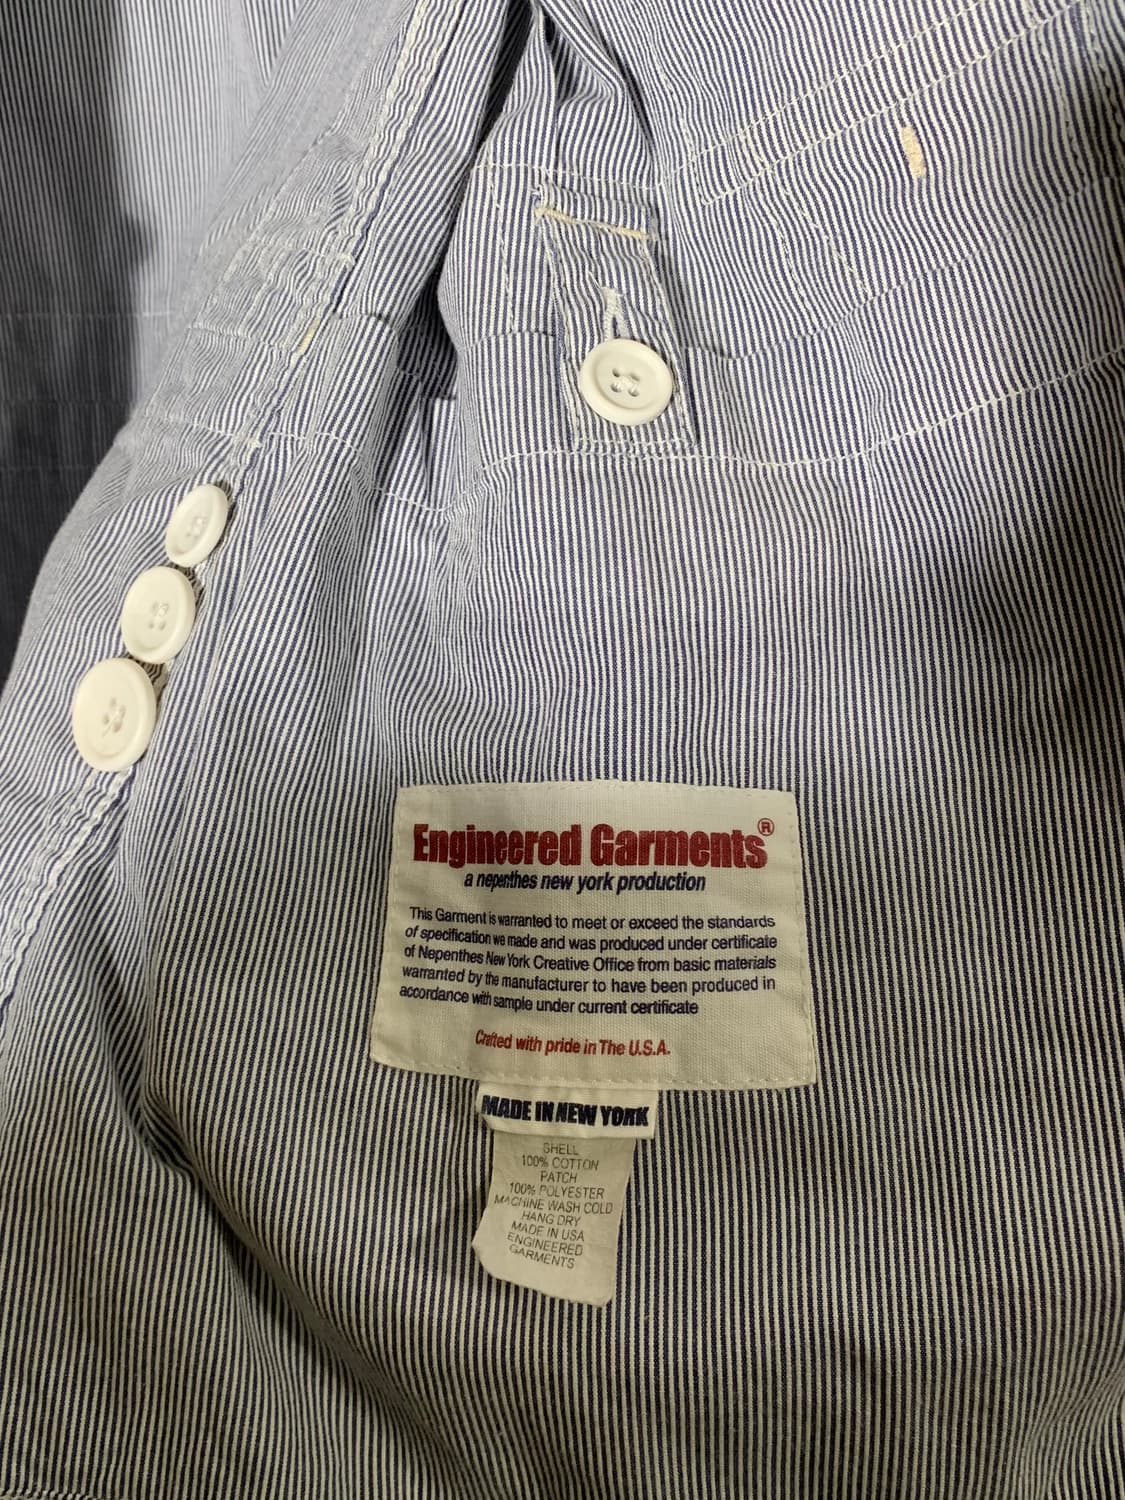 Engineered Garments®
a nepenthes new york production
This Garment is warranted to meet or exceed the standards
of specification we made and was produced under certificate
of Nepenthes New York Creative Office from basic materials
warranted by the manufacturer to have been produced in
accordance with sample under current certificate
Crafted with pride in The U.S.A.
MADE IN NEW YORK
SHELL
100% COTTON
PATCH
100% POLYESTER
MACHINE WASH COLD
HANG DRY
MADE IN USA
ENGINEERED
GARMENTS